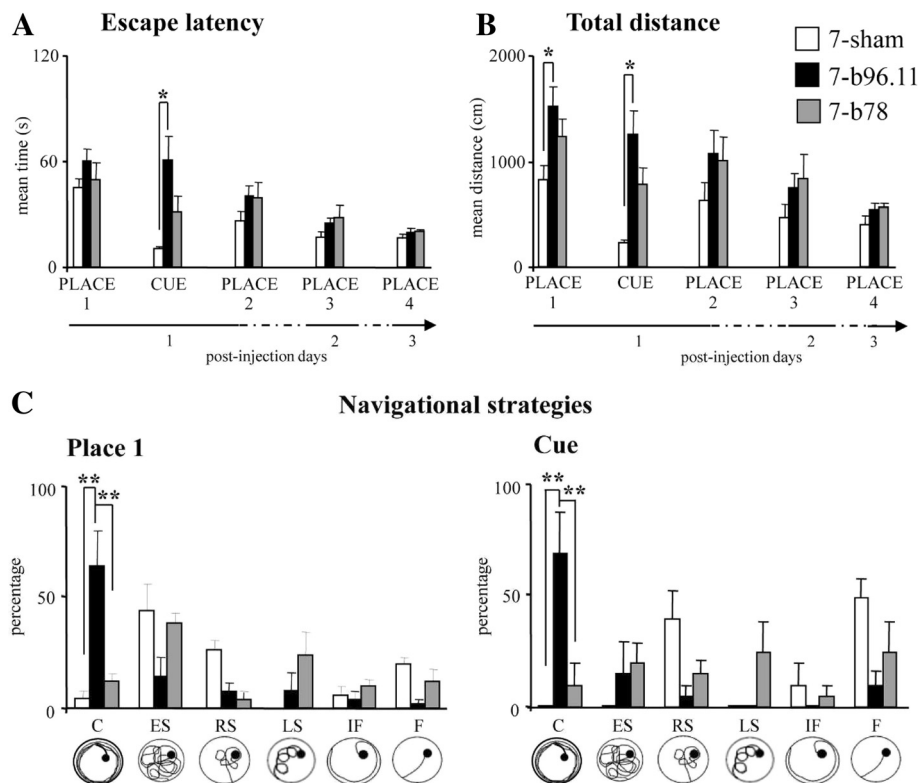 A Escape latency
120
*
60
0
mean time (s)
PLACE CUE PLACE PLACE PLACE
1 2 3 4
1 2 3
post-injection days
B Total distance
2000
*
*
1000
0
mean distance (cm)
PLACE CUE PLACE PLACE PLACE
1 2 3 4
1 2 3
post-injection days
7-sham
7-b96.11
7-b78
C Navigational strategies
Place 1
100
** **
50
0
percentage
C ES RS LS IF F
Cue
100
** **
50
0
percentage
C ES RS LS IF F